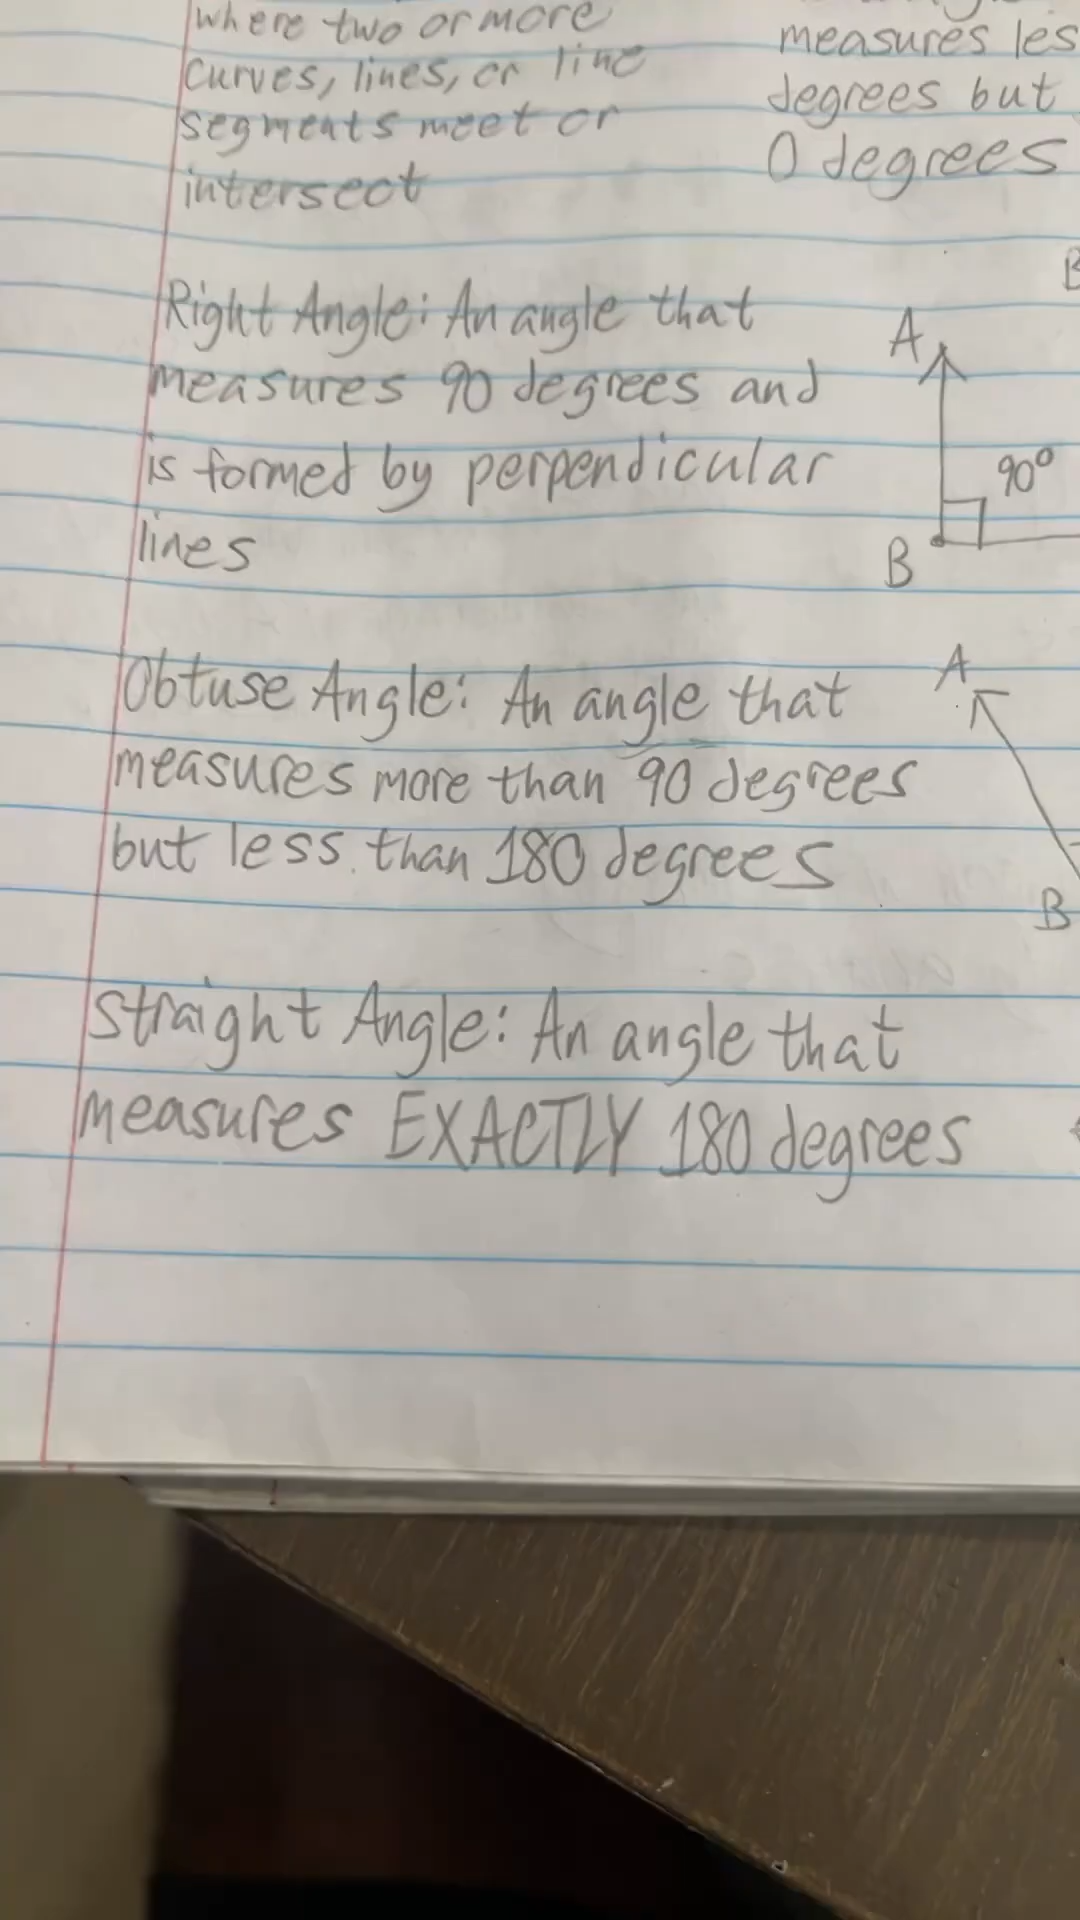 where two or more
curves, lines, or line
segments meet or
intersect
measures
degrees but
0 degrees
Right Angle: An angle that
measures 90 degrees and
is formed by perpendicular
lines
A
90°
B
Obtuse Angle: An angle that
measures more than 90 degrees
but less than 180 degrees
A
B
Straight Angle: An angle that
measures EXACTLY 180 degrees